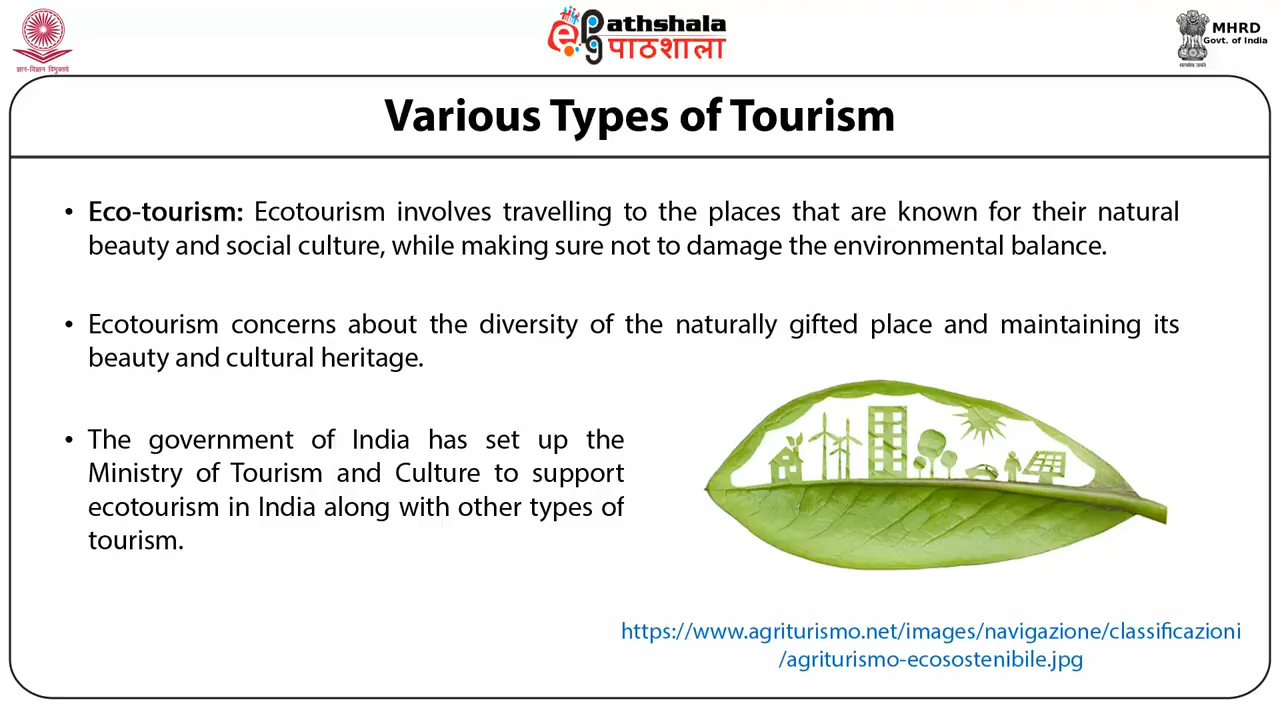 ज्ञान-विज्ञान विमुक्तये
ePathshala
पाठशाला
MHRD
Govt. of India
सत्यमेव जयते
Various Types of Tourism
• Eco-tourism: Ecotourism involves travelling to the places that are known for their natural
beauty and social culture, while making sure not to damage the environmental balance.
• Ecotourism concerns about the diversity of the naturally gifted place and maintaining its
beauty and cultural heritage.
• The government of India has set up the
Ministry of Tourism and Culture to support
ecotourism in India along with other types of
tourism.
https://www.agriturismo.net/images/navigazione/classificazioni
/agriturismo-ecosostenibile.jpg